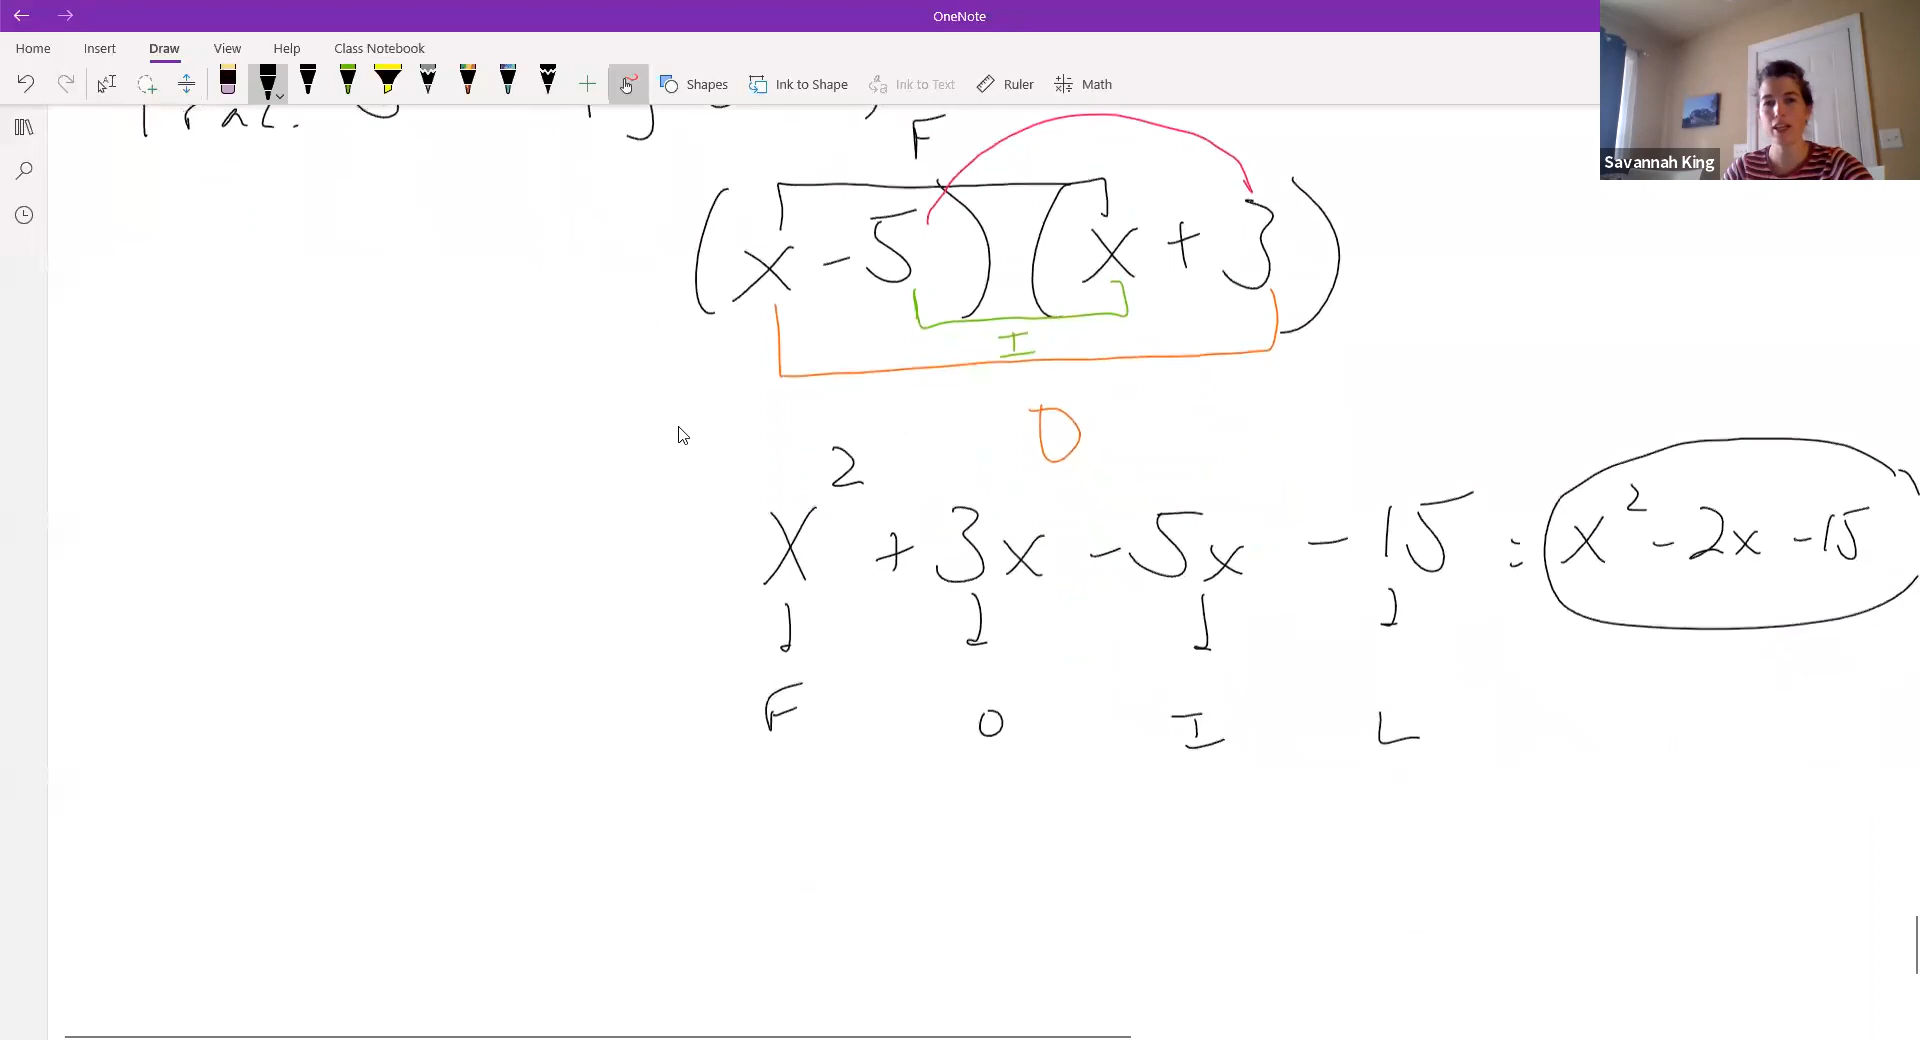 OneNote
Home Insert Draw View Help Class Notebook
Shapes Ink to Shape Ink to Text Ruler Math
Savannah King
F
(x - 5)(x + 3)
I
O
x² + 3x - 5x - 15 = x² - 2x - 15
F O I L